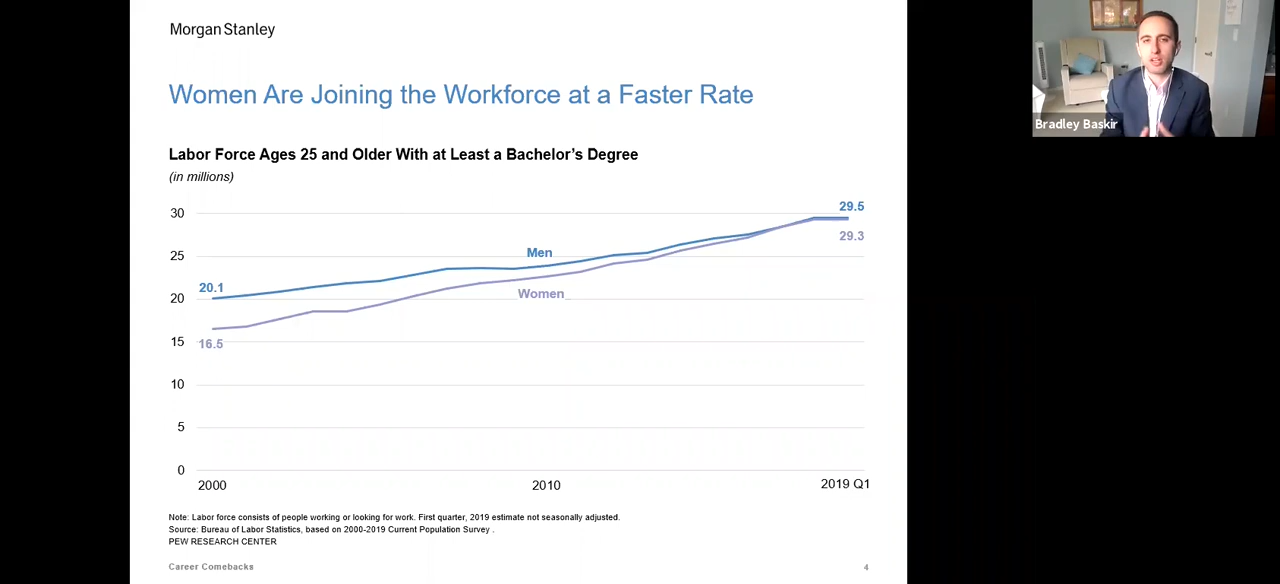 Morgan Stanley
Women Are Joining the Workforce at a Faster Rate
Labor Force Ages 25 and Older With at Least a Bachelor's Degree
(in millions)
30
25
20
15
10
5
0
20.1
16.5
Men
Women
29.5
29.3
2000
2010
2019 Q1
Note: Labor force consists of people working or looking for work. First quarter, 2019 estimate not seasonally adjusted.
Source: Bureau of Labor Statistics, based on 2000-2019 Current Population Survey .
PEW RESEARCH CENTER
Career Comebacks
4
Bradley Baskir